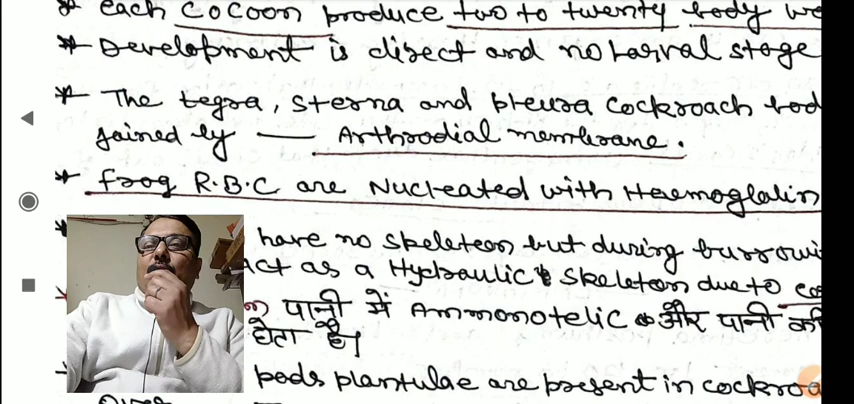 * each cocoon produce two to twenty body
* Development is direct and no Larval stage
* The tegra, sterna and pleura cockroach
joined by — Arthrodial membrane.
* frog R.B.C are Nucleated with Haemoglobin
have no skeleton but during
ACT as a Hydraulic skeleton due to
पानी में Ammonotelic और पानी की
होता है।
plantulae are present in